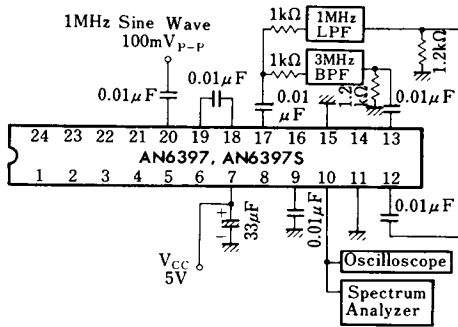 1MHz Sine Wave
100mVP-P
1kΩ
1MHz
LPF
1kΩ
3MHz
BPF
1.2kΩ
0.01μF
0.01μF
0.01
μF
1.2
kΩ
0.01μF
24 23 22 21 20 19 18 17 16 15 14 13
AN6397, AN6397S
1 2 3 4 5 6 7 8 9 10 11 12
+
−
33μF
0.01μF
0.01μF
VCC
5V
Oscilloscope
Spectrum
Analyzer